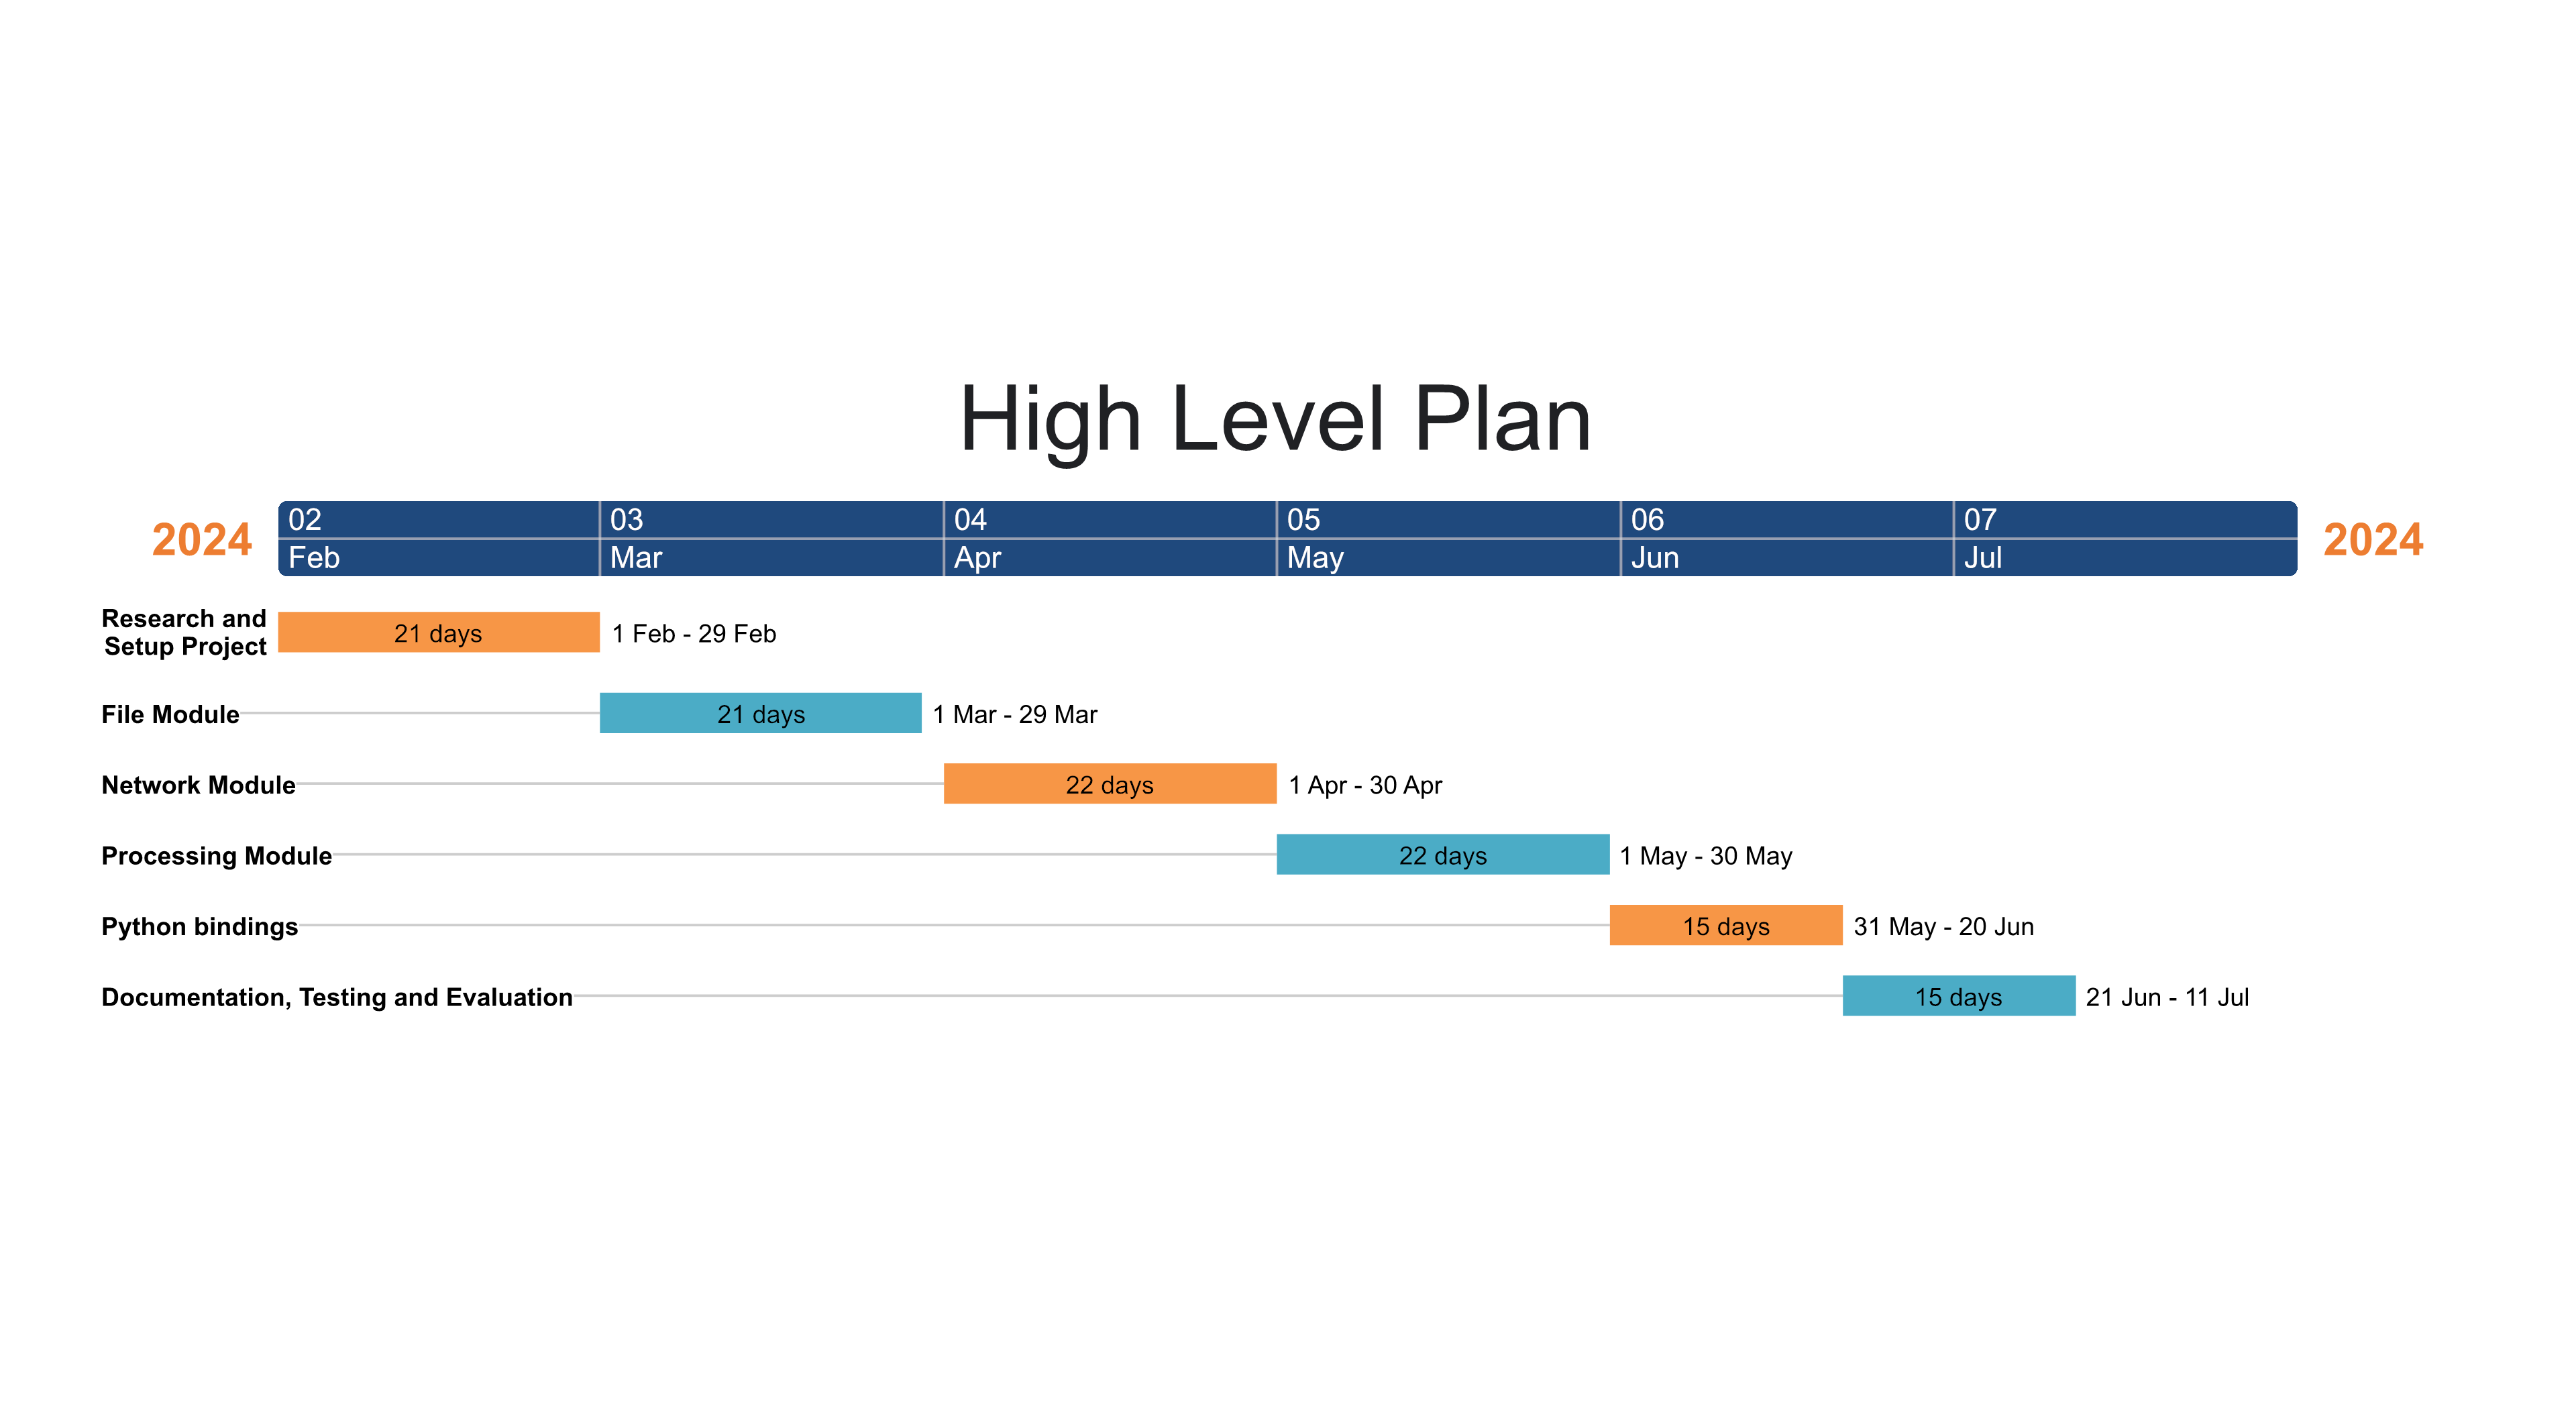 High Level Plan
2024
02
03
04
05
06
07
2024
Feb
Mar
Apr
May
Jun
Jul
Research and
Setup Project
21 days
1 Feb - 29 Feb
File Module
21 days
1 Mar - 29 Mar
Network Module
22 days
1 Apr - 30 Apr
Processing Module
22 days
1 May - 30 May
Python bindings
15 days
31 May - 20 Jun
Documentation, Testing and Evaluation
15 days
21 Jun - 11 Jul